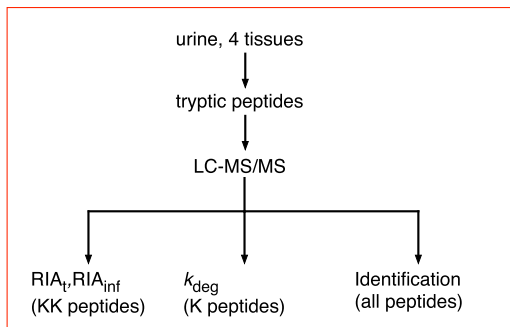 urine, 4 tissues
tryptic peptides
LC-MS/MS
RIAt,RIAinf
(KK peptides)
kdeg
(K peptides)
Identification
(all peptides)